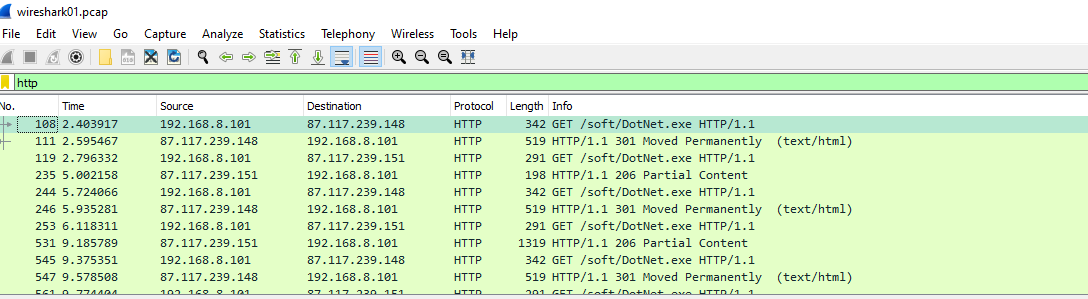 wireshark01.pcap
File Edit View Go Capture Analyze Statistics Telephony Wireless Tools Help
http
No. Time Source Destination Protocol Length Info
108 2.403917 192.168.8.101 87.117.239.148 HTTP 342 GET /soft/DotNet.exe HTTP/1.1
111 2.595467 87.117.239.148 192.168.8.101 HTTP 519 HTTP/1.1 301 Moved Permanently (text/html)
119 2.796332 192.168.8.101 87.117.239.151 HTTP 291 GET /soft/DotNet.exe HTTP/1.1
235 5.002158 87.117.239.151 192.168.8.101 HTTP 198 HTTP/1.1 206 Partial Content
244 5.724066 192.168.8.101 87.117.239.148 HTTP 342 GET /soft/DotNet.exe HTTP/1.1
246 5.935281 87.117.239.148 192.168.8.101 HTTP 519 HTTP/1.1 301 Moved Permanently (text/html)
253 6.118311 192.168.8.101 87.117.239.151 HTTP 291 GET /soft/DotNet.exe HTTP/1.1
531 9.185789 87.117.239.151 192.168.8.101 HTTP 1319 HTTP/1.1 206 Partial Content
545 9.375351 192.168.8.101 87.117.239.148 HTTP 342 GET /soft/DotNet.exe HTTP/1.1
547 9.578508 87.117.239.148 192.168.8.101 HTTP 519 HTTP/1.1 301 Moved Permanently (text/html)
561 9.774404 192.168.8.101 87.117.239.151 HTTP 291 GET /soft/DotNet.exe HTTP/1.1